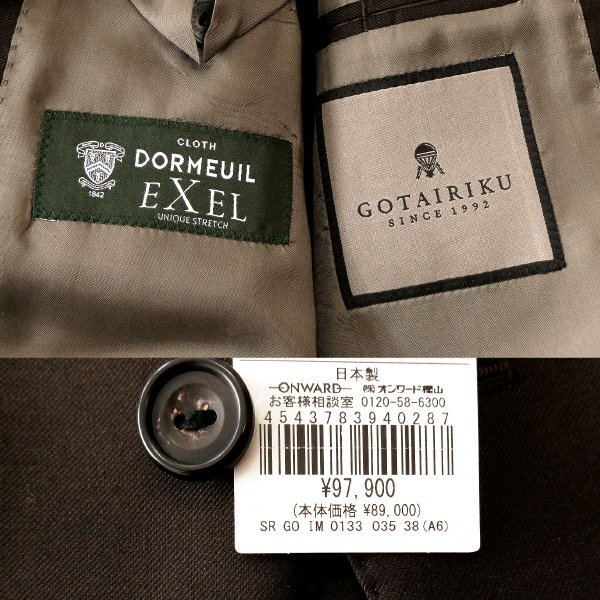 CLOTH
DORMEUIL
EXEL
UNIQUE STRETCH
1842
GOTAIRIKU
SINCE 1992
日本製
ONWARD ㈱オンワード樫山
お客様相談室 0120-58-6300
4543783940287
¥97,900
(本体価格 ¥89,000)
SR GO IM 0133 035 38(A6)